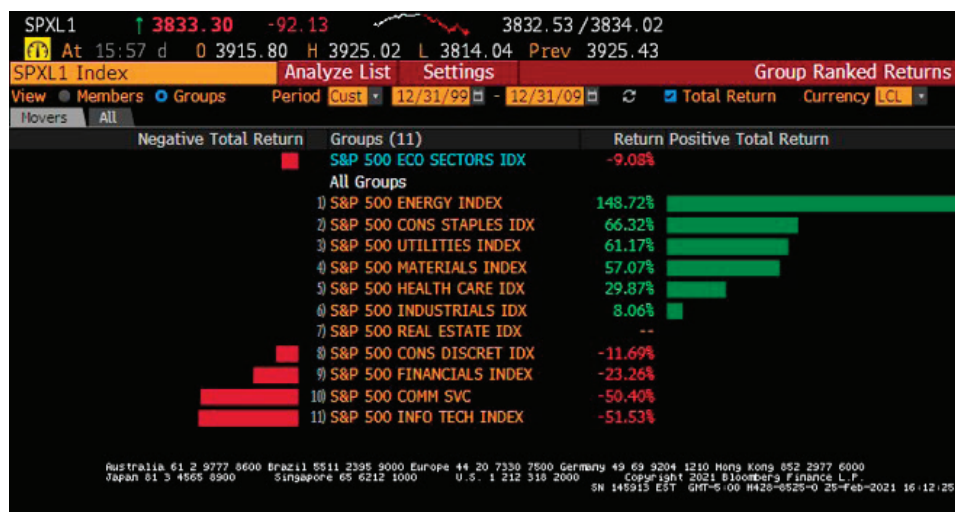 SPXL1 ↑ 3833.30 -92.13 3832.53/3834.02
At 15:57 d O 3915.80 H 3925.02 L 3814.04 Prev 3925.43
SPXL1 Index Analyze List Settings Group Ranked Returns
View Members Groups Period Cust 12/31/99 - 12/31/09 Total Return Currency LCL
Movers All
Negative Total Return Groups (11) Return Positive Total Return
S&P 500 ECO SECTORS IDX -9.08%
All Groups
1) S&P 500 ENERGY INDEX 148.72%
2) S&P 500 CONS STAPLES IDX 66.32%
3) S&P 500 UTILITIES INDEX 61.17%
4) S&P 500 MATERIALS INDEX 57.07%
5) S&P 500 HEALTH CARE IDX 29.87%
6) S&P 500 INDUSTRIALS IDX 8.06%
7) S&P 500 REAL ESTATE IDX --
8) S&P 500 CONS DISCRET IDX -11.69%
9) S&P 500 FINANCIALS INDEX -23.26%
10) S&P 500 COMM SVC -50.40%
11) S&P 500 INFO TECH INDEX -51.53%
Australia 61 2 9777 8600 Brazil 5511 2395 9000 Europe 44 20 7330 7500 Germany 49 69 9204 1210 Hong Kong 852 2977 6000
Japan 81 3 4565 8900 Singapore 65 6212 1000 U.S. 1 212 318 2000 Copyright 2021 Bloomberg Finance L.P.
SN 145913 EST GMT-5:00 H428-6525-0 25-Feb-2021 16:12:25